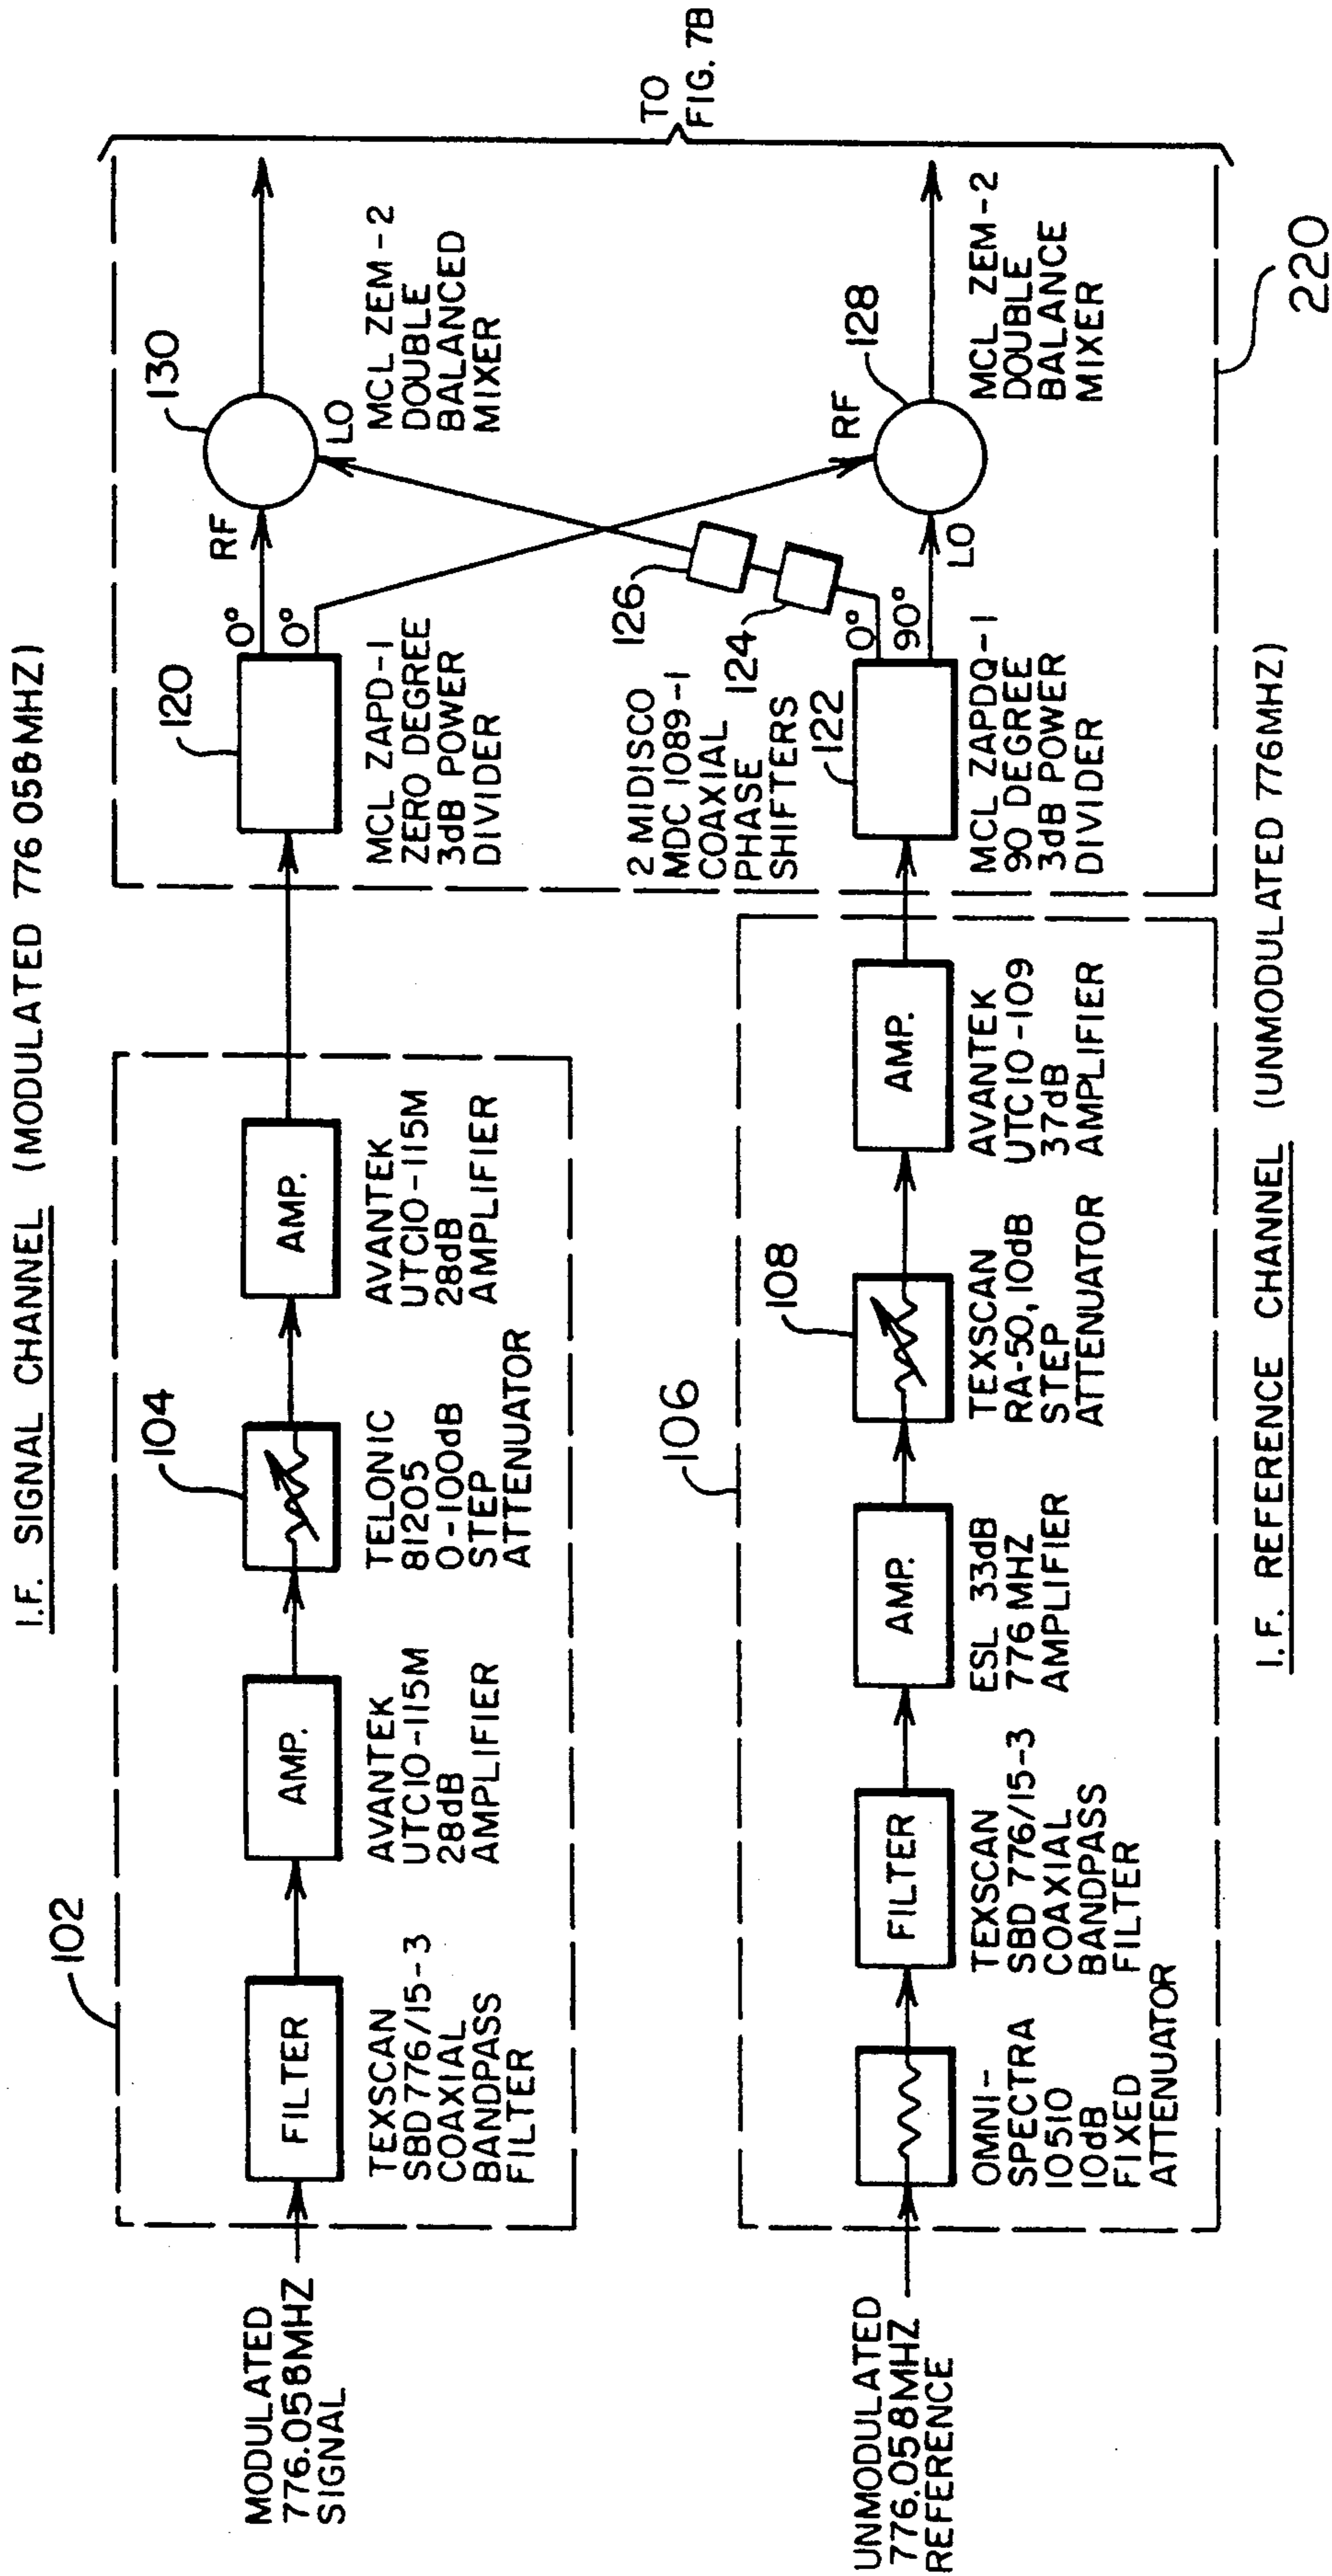 I.F. SIGNAL CHANNEL (MODULATED 776 058 MHZ)
102
MODULATED
776.058MHZ
SIGNAL
FILTER
TEXSCAN
SBD776/15-3
COAXIAL
BANDPASS
FILTER
AMP.
AVANTEK
UTC10-115M
28dB
AMPLIFIER
104
TELONIC
81205
0-100dB
STEP
ATTENUATOR
AMP.
AVANTEK
UTC10-115M
28dB
AMPLIFIER
120
MCL ZAPD-1
ZERO DEGREE
3dB POWER
DIVIDER
0°
0°
RF
130
LO
MCL ZEM-2
DOUBLE
BALANCED
MIXER
TO
FIG. 7B
106
UNMODULATED
776.058MHZ
REFERENCE
OMNI-
SPECTRA
10510
10dB
FIXED
ATTENUATOR
FILTER
TEXSCAN
SBD 776/15-3
COAXIAL
BANDPASS
FILTER
AMP.
ESL 33dB
776 MHZ
AMPLIFIER
108
TEXSCAN
RA-50, 10dB
STEP
ATTENUATOR
AMP.
AVANTEK
UTC10-109
37dB
AMPLIFIER
2 MIDISCO
MDC 1089-1
COAXIAL
PHASE
SHIFTERS
126
124
122
0°
90°
MCL ZAPDQ-1
90 DEGREE
3dB POWER
DIVIDER
LO
RF
128
MCL ZEM-2
DOUBLE
BALANCE
MIXER
220
I.F. REFERENCE CHANNEL (UNMODULATED 776MHZ)